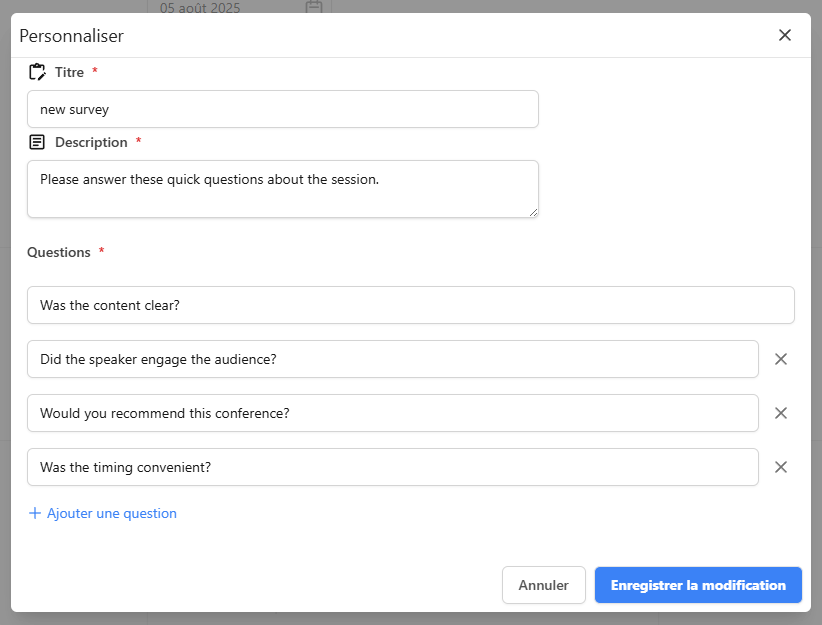 05 août 2025
Personnaliser
Titre *
new survey
Description *
Please answer these quick questions about the session.
Questions *
Was the content clear?
Did the speaker engage the audience?
Would you recommend this conference?
Was the timing convenient?
+ Ajouter une question
Annuler
Enregistrer la modification